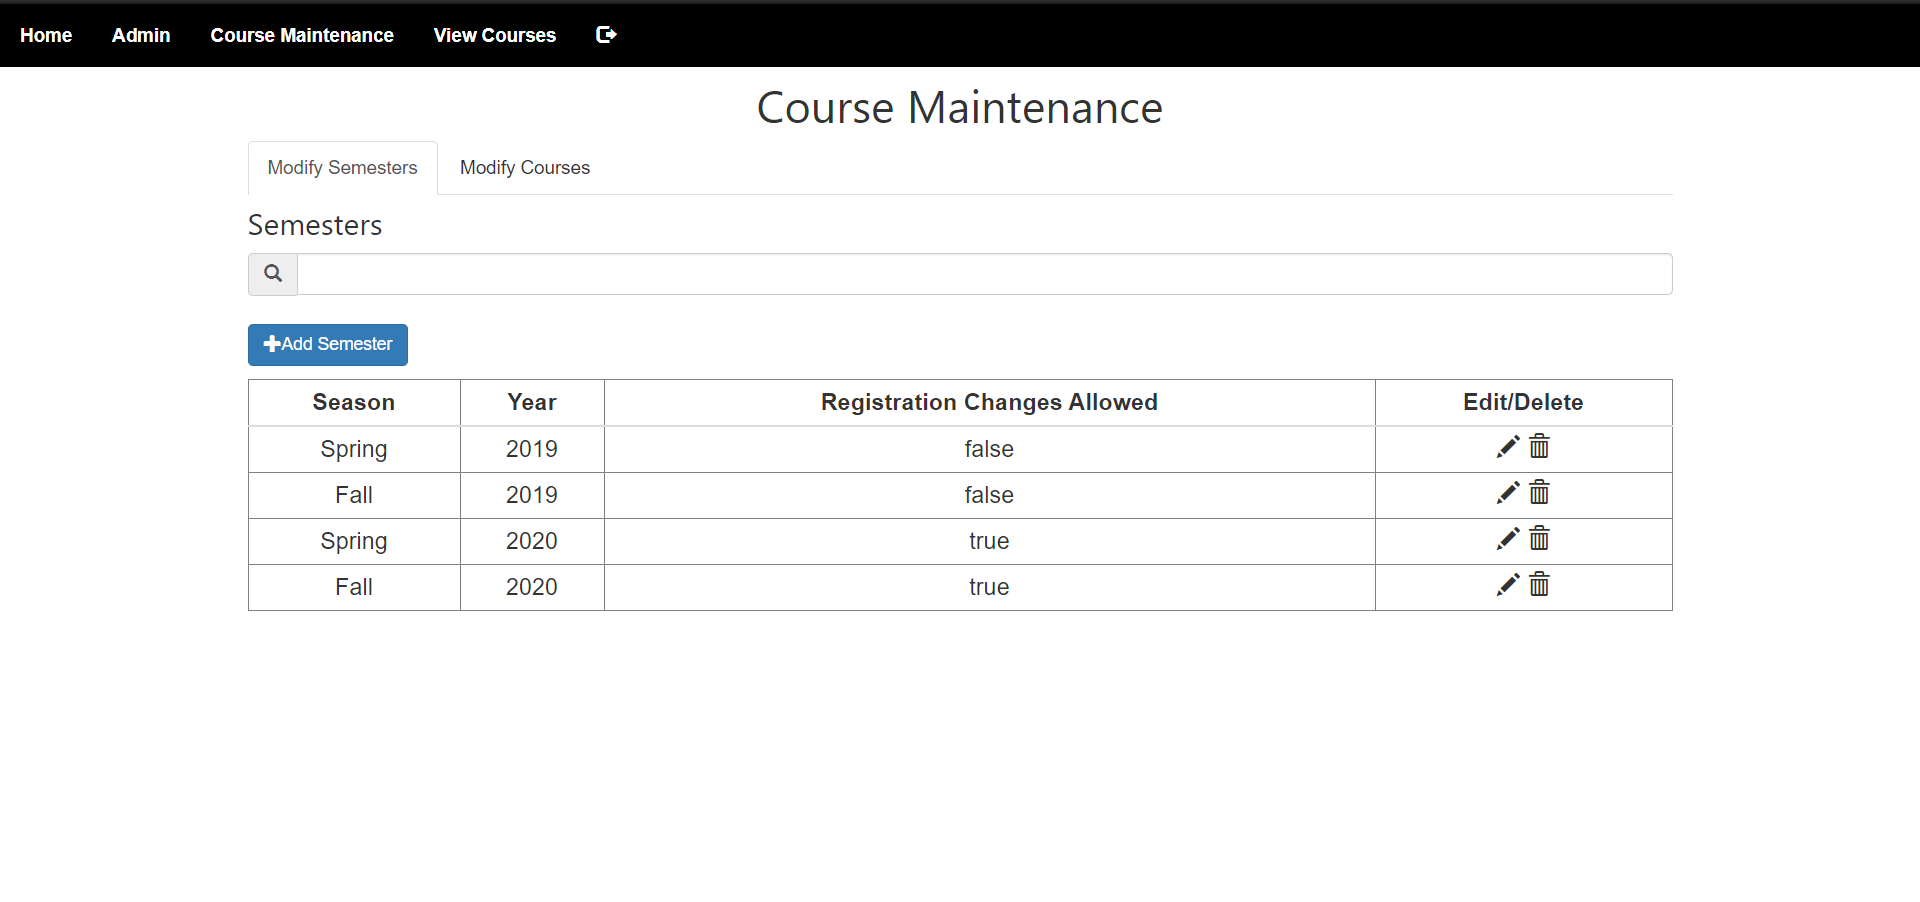 Home Admin Course Maintenance View Courses
Course Maintenance
Modify Semesters Modify Courses
Semesters
Add Semester
Season Year Registration Changes Allowed Edit/Delete
Spring 2019 false
Fall 2019 false
Spring 2020 true
Fall 2020 true